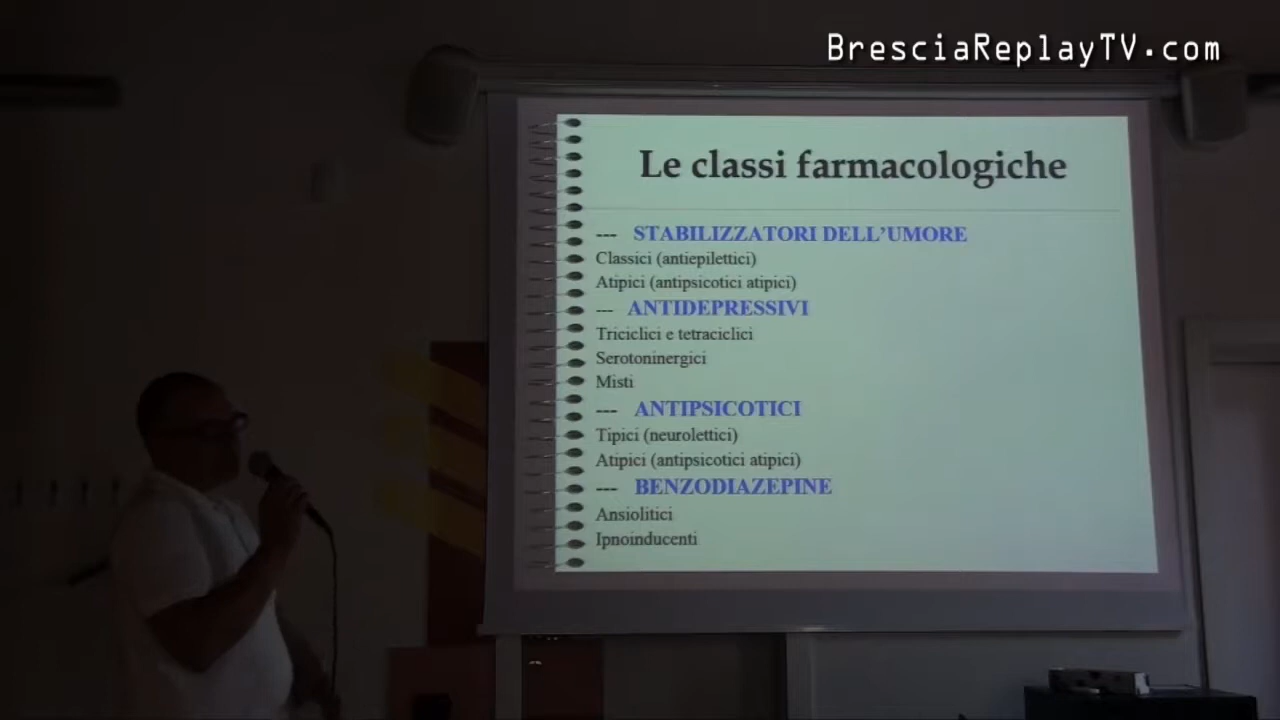 BresciaReplayTV.com
Le classi farmacologiche
--- STABILIZZATORI DELL'UMORE
Classici (antiepilettici)
Atipici (antipsicotici atipici)
--- ANTIDEPRESSIVI
Triciclici e tetraciclici
Serotoninergici
Misti
--- ANTIPSICOTICI
Tipici (neurolettici)
Atipici (antipsicotici atipici)
--- BENZODIAZEPINE
Ansiolitici
Ipnoinducenti